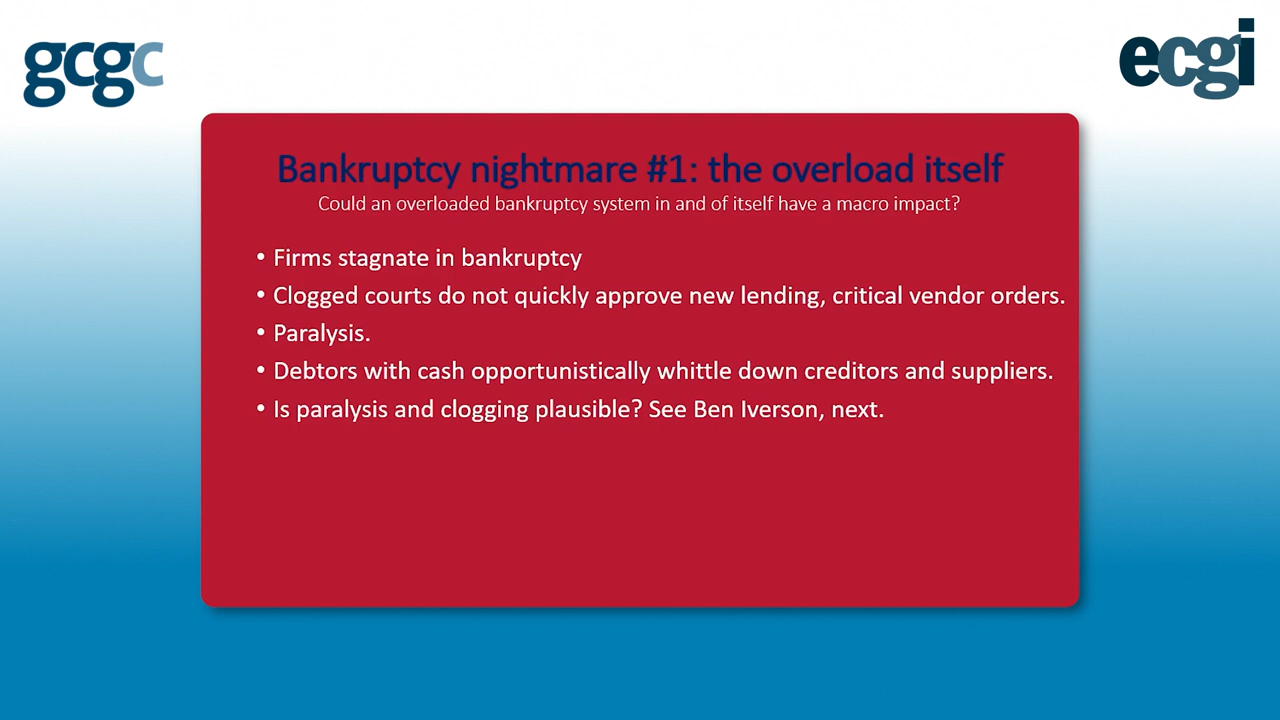 gcgc
ecgi
Bankruptcy nightmare #1: the overload itself
Could an overloaded bankruptcy system in and of itself have a macro impact?
• Firms stagnate in bankruptcy
• Clogged courts do not quickly approve new lending, critical vendor orders.
• Paralysis.
• Debtors with cash opportunistically whittle down creditors and suppliers.
• Is paralysis and clogging plausible? See Ben Iverson, next.